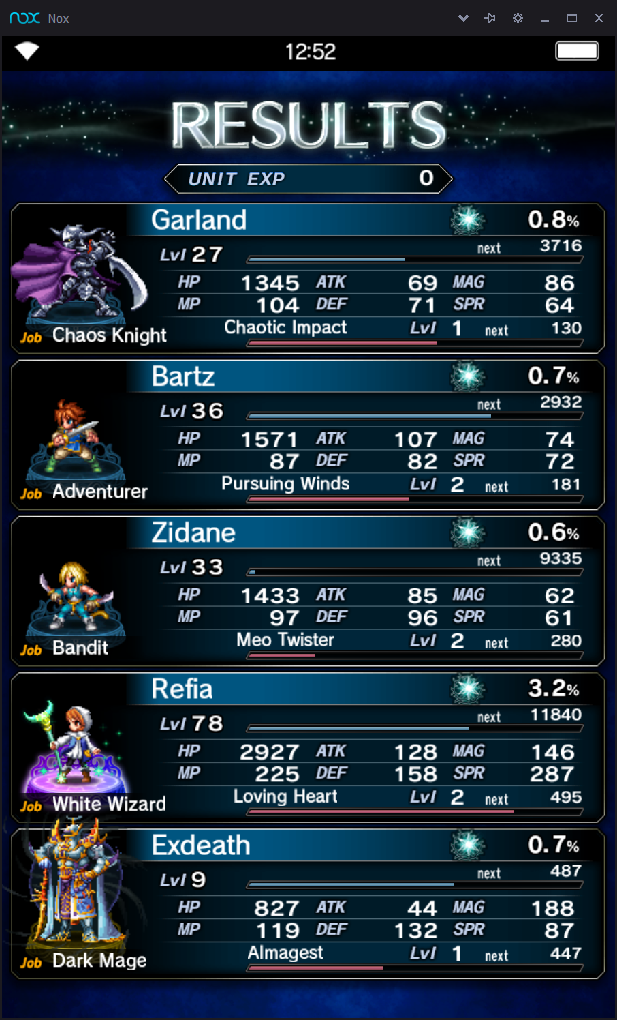 nox Nox
12:52
RESULTS
UNIT EXP 0
Garland 0.8%
Lvl 27 next 3716
HP 1345 ATK 69 MAG 86
MP 104 DEF 71 SPR 64
Job Chaos Knight Chaotic Impact Lvl 1 next 130
Bartz 0.7%
Lvl 36 next 2932
HP 1571 ATK 107 MAG 74
MP 87 DEF 82 SPR 72
Job Adventurer Pursuing Winds Lvl 2 next 181
Zidane 0.6%
Lvl 33 next 9335
HP 1433 ATK 85 MAG 62
MP 97 DEF 96 SPR 61
Job Bandit Meo Twister Lvl 2 next 280
Refia 3.2%
Lvl 78 next 11840
HP 2927 ATK 128 MAG 146
MP 225 DEF 158 SPR 287
Job White Wizard Loving Heart Lvl 2 next 495
Exdeath 0.7%
Lvl 9 next 487
HP 827 ATK 44 MAG 188
MP 119 DEF 132 SPR 87
Job Dark Mage Almagest Lvl 1 next 447